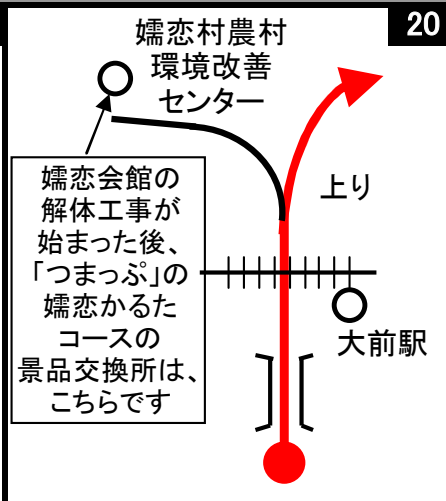 20
嬬恋村農村
環境改善
センター
嬬恋会館の
解体工事が
始まった後、
「つまっぷ」の
嬬恋かるた
コースの
景品交換所は、
こちらです
上り
大前駅